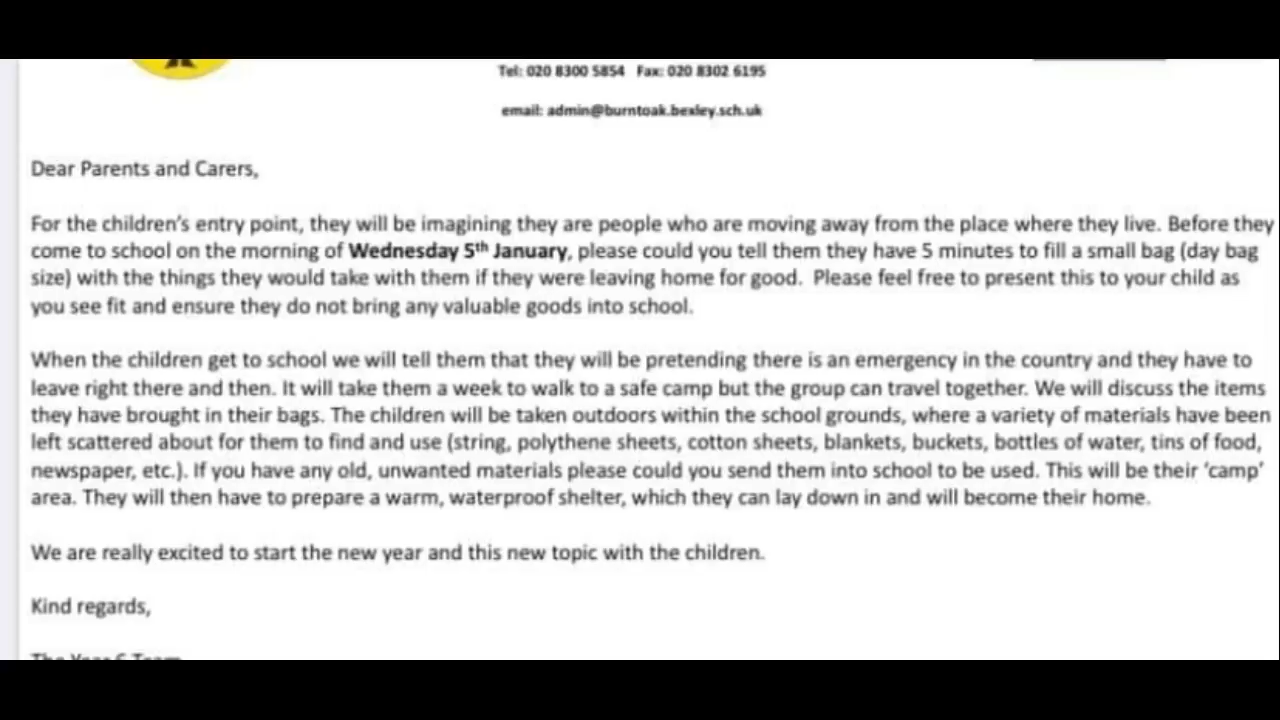 Tel: 020 8300 5854 Fax: 020 8302 6195
email: admin@burntoak.bexley.sch.uk
Dear Parents and Carers,
For the children's entry point, they will be imagining they are people who are moving away from the place where they live. Before they
come to school on the morning of Wednesday 5th January, please could you tell them they have 5 minutes to fill a small bag (day bag
size) with the things they would take with them if they were leaving home for good. Please feel free to present this to your child as
you see fit and ensure they do not bring any valuable goods into school.
When the children get to school we will tell them that they will be pretending there is an emergency in the country and they have to
leave right there and then. It will take them a week to walk to a safe camp but the group can travel together. We will discuss the items
they have brought in their bags. The children will be taken outdoors within the school grounds, where a variety of materials have been
left scattered about for them to find and use (string, polythene sheets, cotton sheets, blankets, buckets, bottles of water, tins of food,
newspaper, etc.). If you have any old, unwanted materials please could you send them into school to be used. This will be their 'camp'
area. They will then have to prepare a warm, waterproof shelter, which they can lay down in and will become their home.
We are really excited to start the new year and this new topic with the children.
Kind regards,